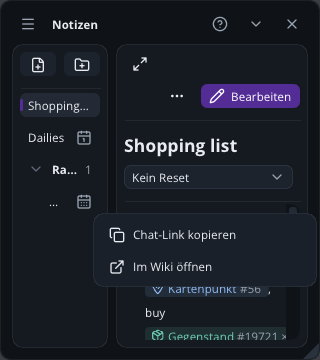 Notizen
Shopping...
Dailies
Ra... 1
...
Bearbeiten
Shopping list
Kein Reset
Chat-Link kopieren
Im Wiki öffnen
Kartenpunkt #56 ,
buy
Gegenstand #19721 ×